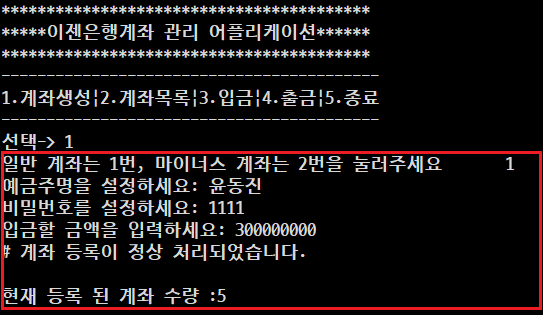 ****************************************
*****이젠은행계좌 관리 어플리케이션******
****************************************
-----------------------------------------
1.계좌생성¦2.계좌목록¦3.입금¦4.출금¦5.종료
-----------------------------------------
선택-> 1
일반 계좌는 1번, 마이너스 계좌는 2번을 눌러주세요 1
예금주명을 설정하세요: 윤동진
비밀번호를 설정하세요: 1111
입금할 금액을 입력하세요: 300000000
# 계좌 등록이 정상 처리되었습니다.
현재 등록 된 계좌 수량 :5